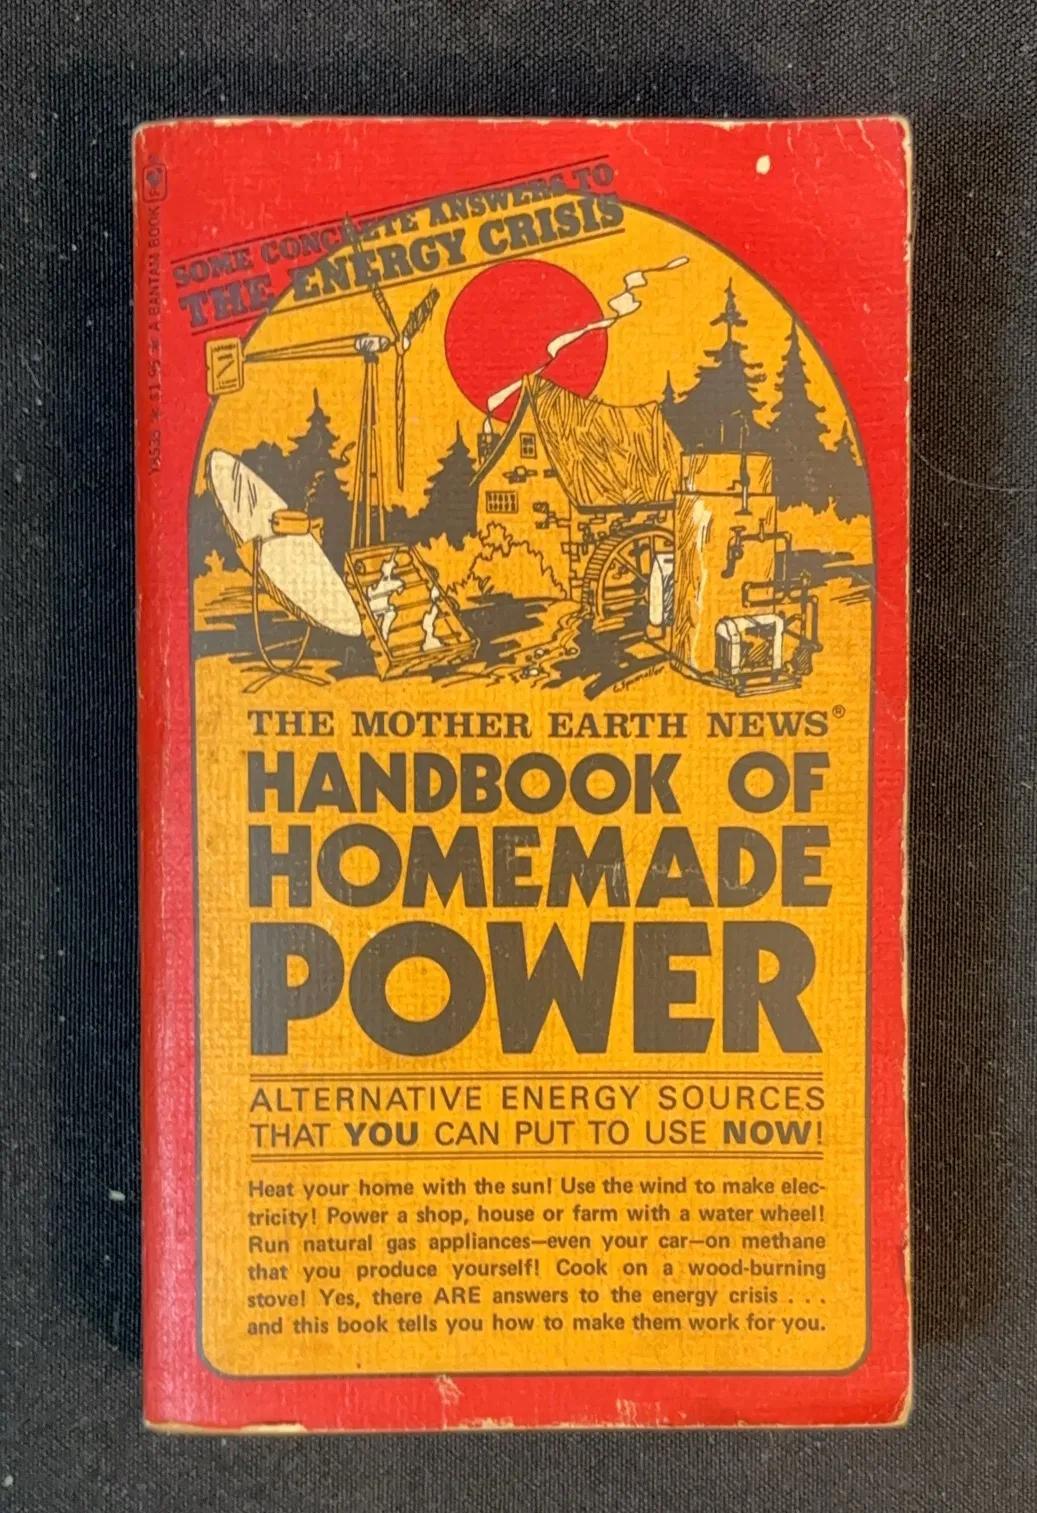 SOME CONCRETE ANSWERS TO
THE ENERGY CRISIS
A BANTAM BOOK
$1.95
THE MOTHER EARTH NEWS®
HANDBOOK OF
HOMEMADE
POWER
ALTERNATIVE ENERGY SOURCES
THAT YOU CAN PUT TO USE NOW!
Heat your home with the sun! Use the wind to make elec-
tricity! Power a shop, house or farm with a water wheel!
Run natural gas appliances—even your car—on methane
that you produce yourself! Cook on a wood-burning
stove! Yes, there ARE answers to the energy crisis . . .
and this book tells you how to make them work for you.